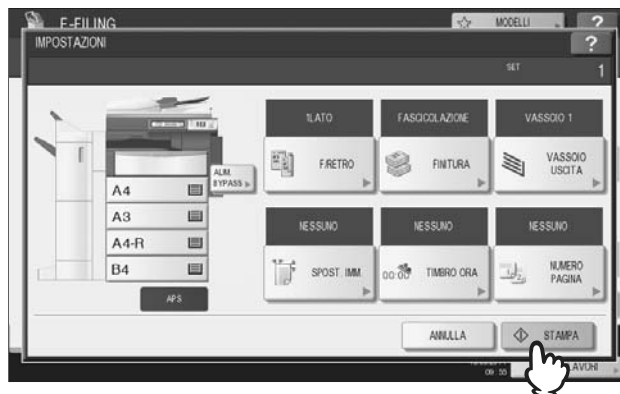 E-FILING
MODELLI
?
IMPOSTAZIONI
?
SET 1
1LATO
FASCICOLAZIONE
VASSOIO 1
F/RETRO
FINITURA
VASSOIO
USCITA
ALIM.
BYPASS
A4
A3
A4-R
B4
APS
NESSUNO
NESSUNO
NESSUNO
SPOST. IMM.
00:00
TIMBRO ORA
NUMERO
PAGINA
ANNULLA
STAMPA
09:55
LAVORI